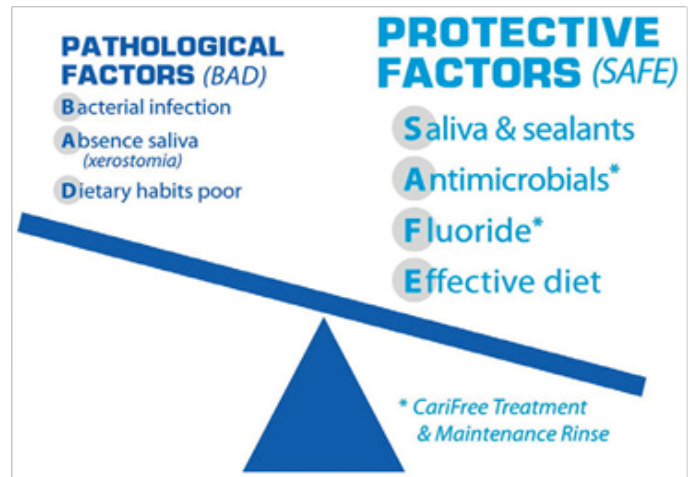 PATHOLOGICAL
FACTORS (BAD)
Bacterial infection
Absence saliva
(xerostomia)
Dietary habits poor
PROTECTIVE
FACTORS (SAFE)
Saliva & sealants
Antimicrobials*
Fluoride*
Effective diet
* CariFree Treatment
& Maintenance Rinse